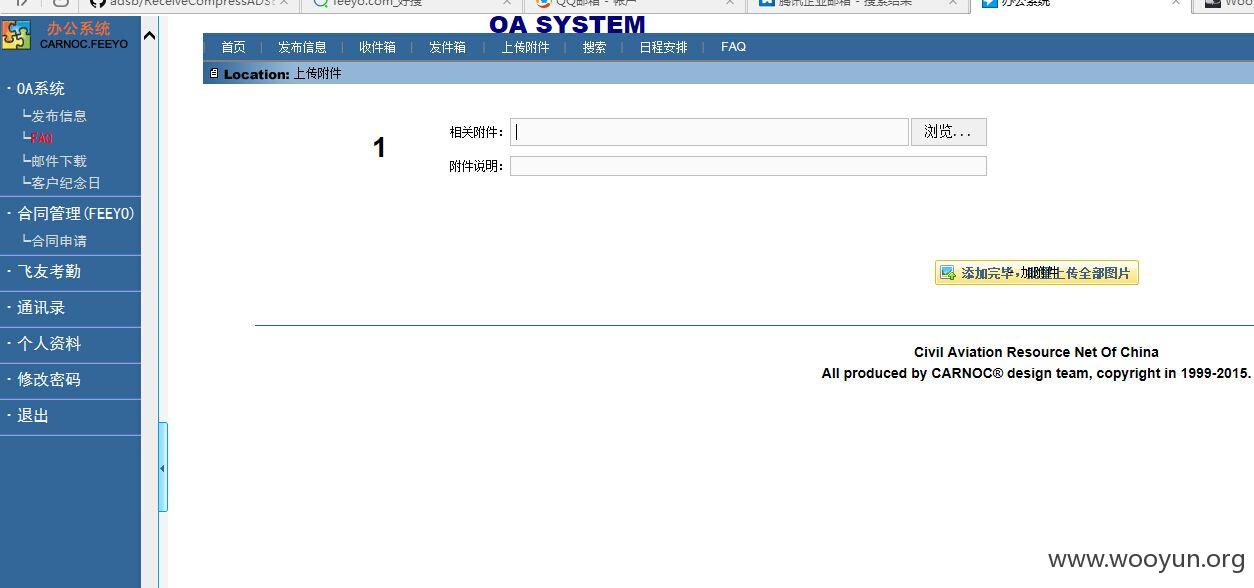 adsb/ReceiveCompressADS
feeyo.com_好搜
QQ邮箱 - 帐户
腾讯企业邮箱 - 搜索结果
办公系统
Woo
办公系统
CARNOC.FEEYO
OA SYSTEM
首页 | 发布信息 | 收件箱 | 发件箱 | 上传附件 | 搜索 | 日程安排 | FAQ
Location: 上传附件
· OA系统
└发布信息
└FAQ
└邮件下载
└客户纪念日
· 合同管理(FEEYO)
└合同申请
· 飞友考勤
· 通讯录
· 个人资料
· 修改密码
· 退出
1
相关附件：
浏览...
附件说明：
添加完毕，
上传全部图片
Civil Aviation Resource Net Of China
All produced by CARNOC® design team, copyright in 1999-2015.
www.wooyun.org